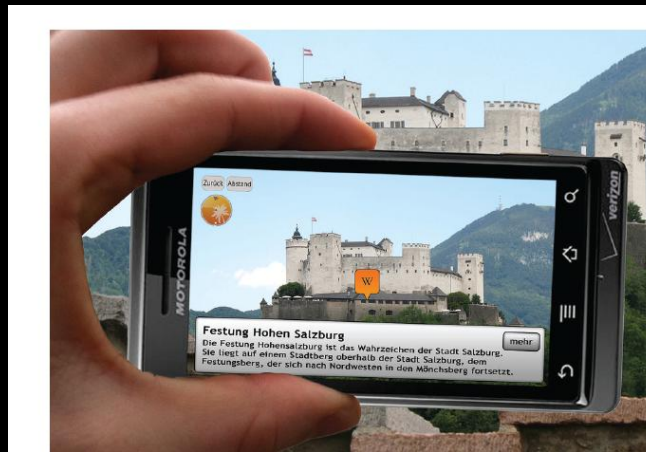 Zurück Abstand
W
MOTOROLA
verizon
Festung Hohen Salzburg
mehr
Die Festung Hohensalzburg ist das Wahrzeichen der Stadt Salzburg.
Sie liegt auf einem Stadtberg oberhalb der Stadt Salzburg, dem
Festungsberg, der sich nach Nordwesten in den Mönchsberg fortsetzt.